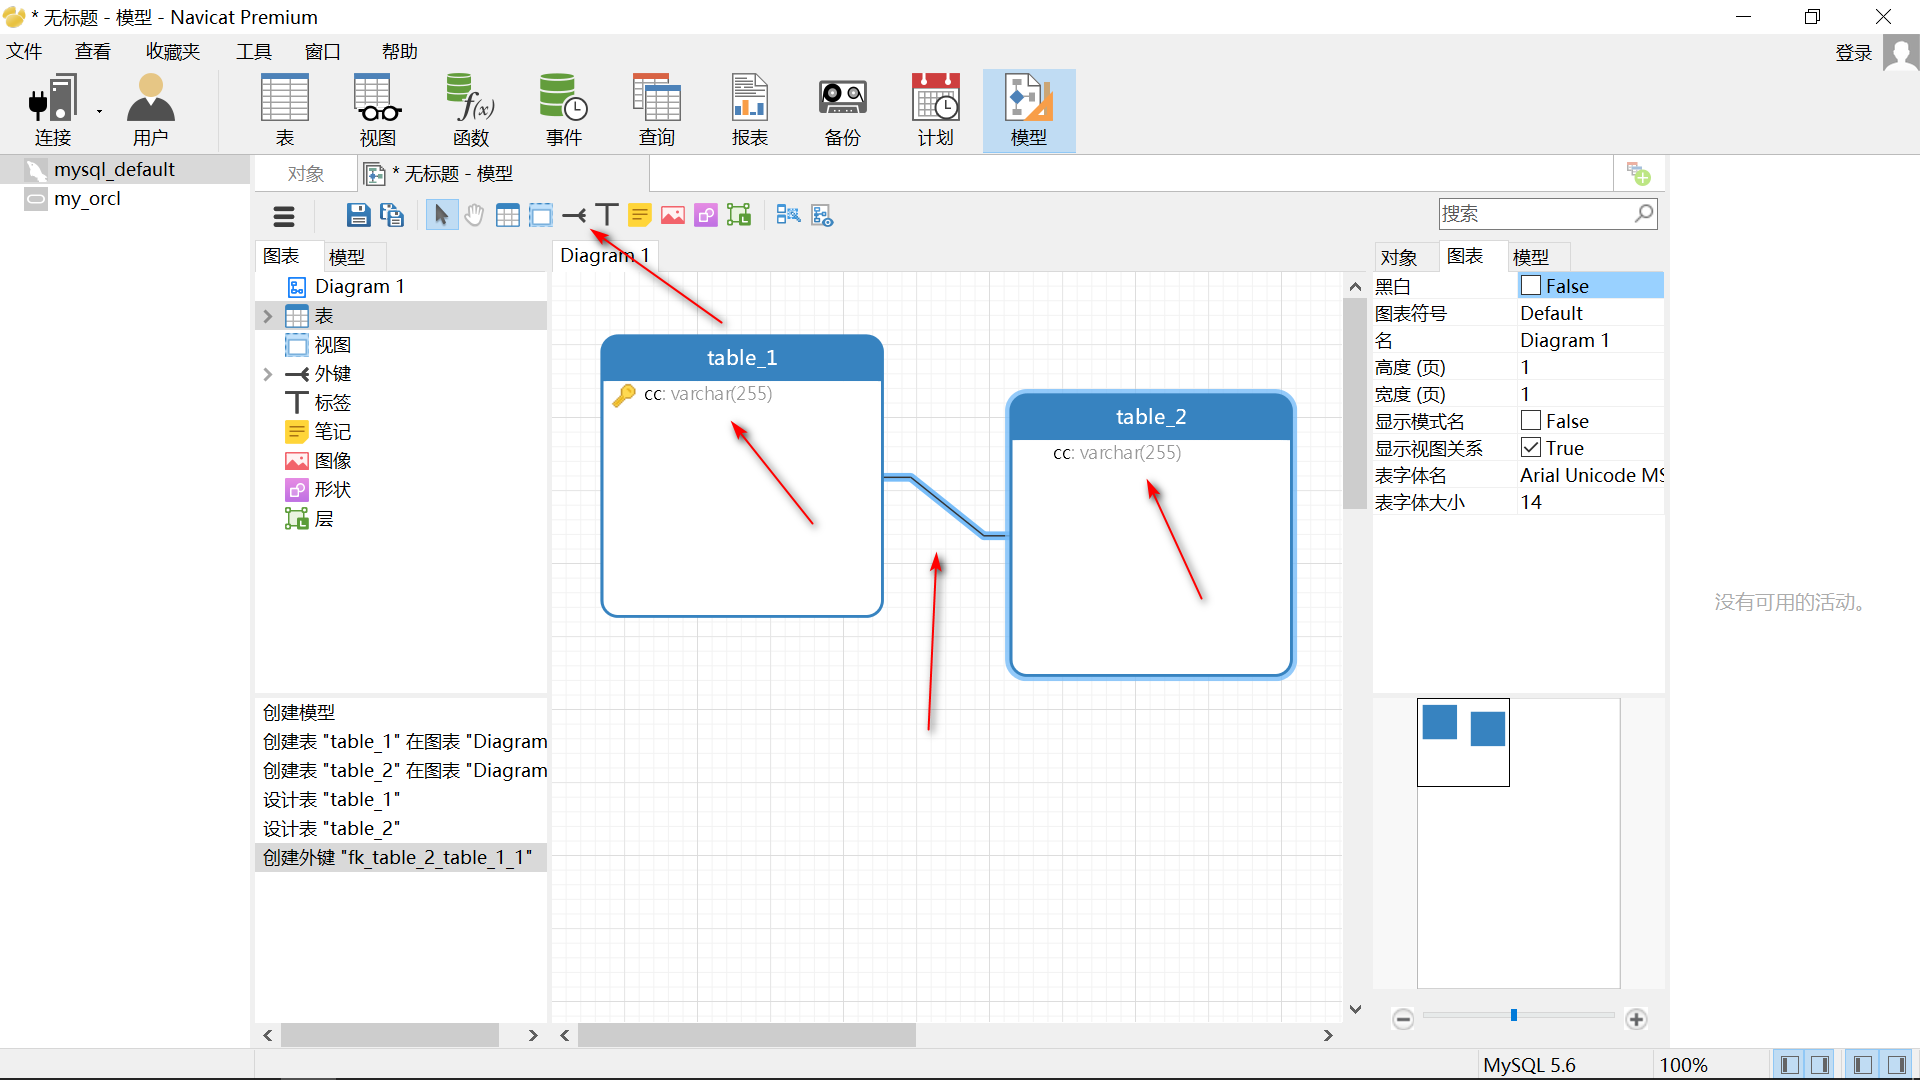 * 无标题 - 模型 - Navicat Premium
文件 查看 收藏夹 工具 窗口 帮助
登录
连接 用户 表 视图 函数 事件 查询 报表 备份 计划 模型
f(x)
mysql_default
my_orcl
对象 * 无标题 - 模型
搜索
图表 模型
Diagram 1
表
视图
外键
标签
笔记
图像
形状
层
创建模型
创建表 "table_1" 在图表 "Diagram
创建表 "table_2" 在图表 "Diagram
设计表 "table_1"
设计表 "table_2"
创建外键 "fk_table_2_table_1_1"
Diagram 1
table_1
cc: varchar(255)
table_2
cc: varchar(255)
对象 图表 模型
黑白 False
图表符号 Default
名 Diagram 1
高度 (页) 1
宽度 (页) 1
显示模式名 False
显示视图关系 True
表字体名 Arial Unicode MS
表字体大小 14
没有可用的活动。
MySQL 5.6 100%